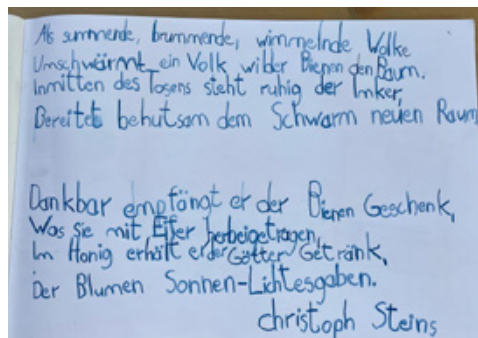 Als summende, brummende, wimmelnde Wolke
Umschwärmt ein Volk wilder Bienen den Baum.
Inmitten des Tosens steht ruhig der Imker,
Bereitet behutsam dem Schwarm neuen Raum
Dankbar empfängt er der Bienen Geschenk,
Was sie mit Eifer herbeigetragen,
Im Honig erhält er der Götter Getränk,
Der Blumen Sonnen-Lichtesgaben.
Christoph Steins